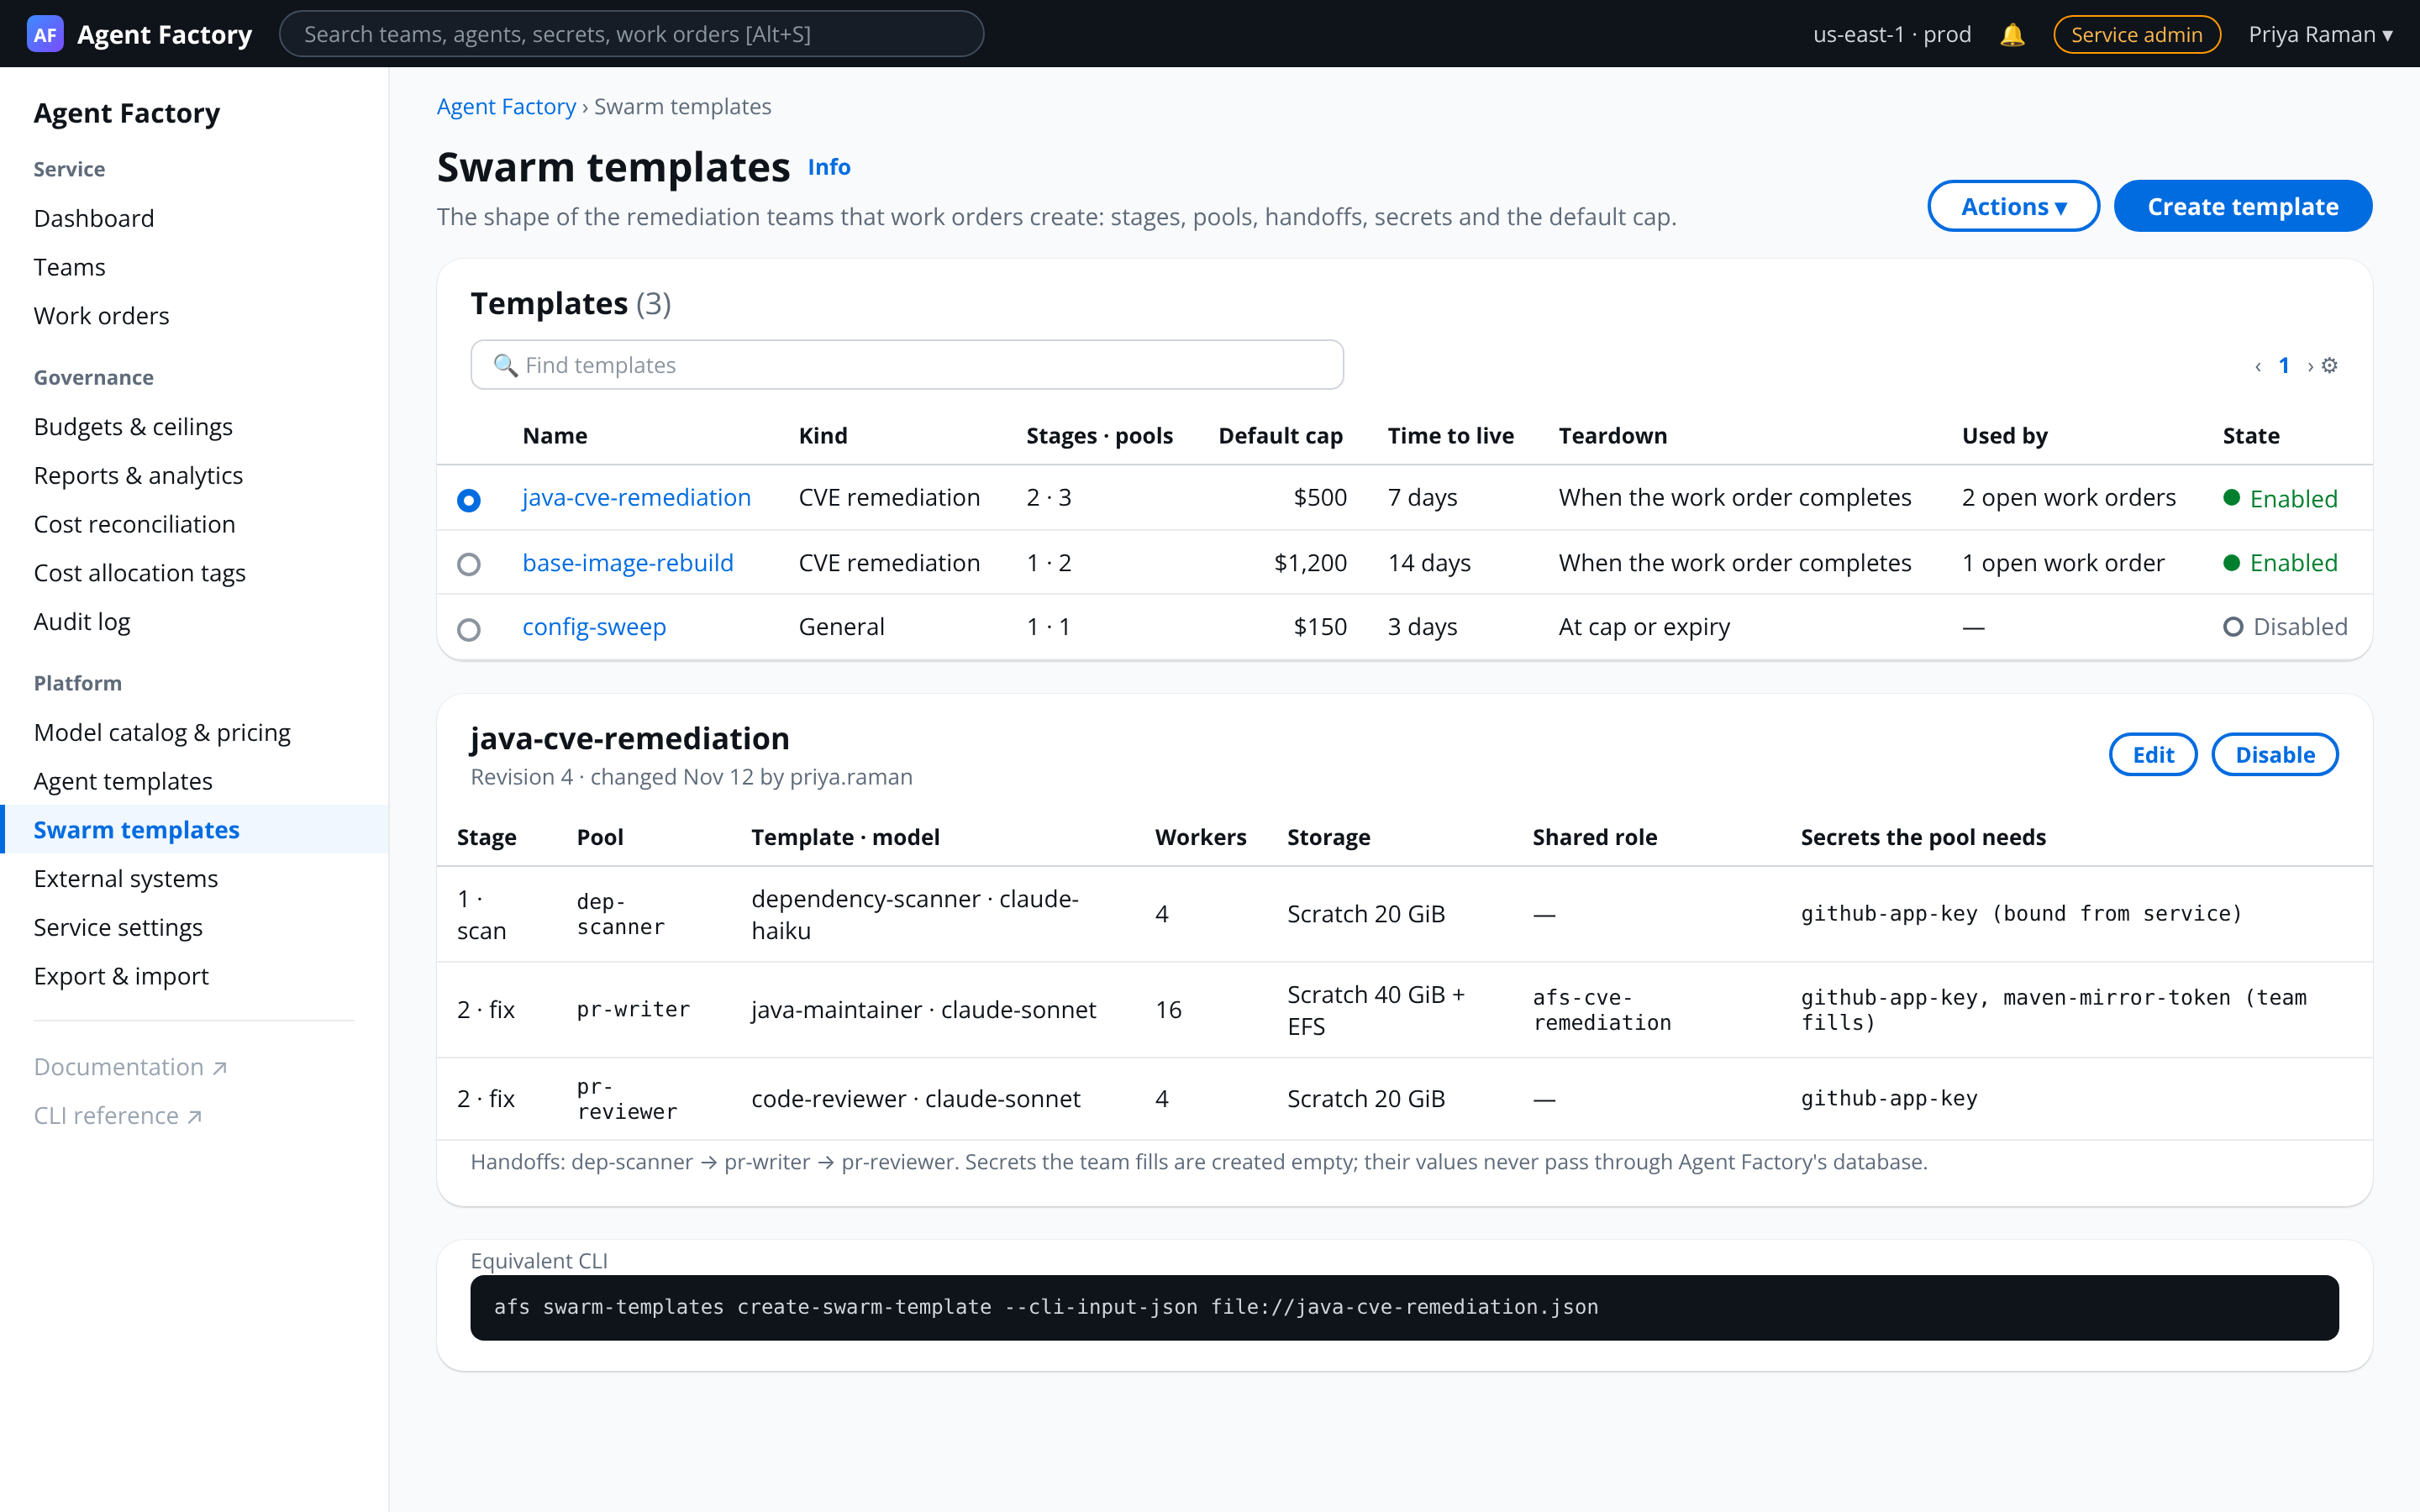 AF Agent Factory Search teams, agents, secrets, work orders [Alt+S] us-east-1 · prod Service admin Priya Raman ▾
Agent Factory
Service
Dashboard
Teams
Work orders
Governance
Budgets & ceilings
Reports & analytics
Cost reconciliation
Cost allocation tags
Audit log
Platform
Model catalog & pricing
Agent templates
Swarm templates
External systems
Service settings
Export & import
Documentation ↗
CLI reference ↗
Agent Factory › Swarm templates
Swarm templates Info
The shape of the remediation teams that work orders create: stages, pools, handoffs, secrets and the default cap.
Actions ▾ Create template
Templates (3)
Find templates ‹ 1 ›
Name Kind Stages · pools Default cap Time to live Teardown Used by State
java-cve-remediation CVE remediation 2 · 3 $500 7 days When the work order completes 2 open work orders Enabled
base-image-rebuild CVE remediation 1 · 2 $1,200 14 days When the work order completes 1 open work order Enabled
config-sweep General 1 · 1 $150 3 days At cap or expiry — Disabled
java-cve-remediation
Revision 4 · changed Nov 12 by priya.raman
Edit Disable
Stage Pool Template · model Workers Storage Shared role Secrets the pool needs
1 ·
scan
dep-
scanner
dependency-scanner · claude-
haiku
4
Scratch 20 GiB
—
github-app-key (bound from service)
2 · fix
pr-writer
java-maintainer · claude-sonnet
16
Scratch 40 GiB +
EFS
afs-cve-
remediation
github-app-key, maven-mirror-token (team
fills)
2 · fix
pr-
reviewer
code-reviewer · claude-sonnet
4
Scratch 20 GiB
—
github-app-key
Handoffs: dep-scanner → pr-writer → pr-reviewer. Secrets the team fills are created empty; their values never pass through Agent Factory's database.
Equivalent CLI
afs swarm-templates create-swarm-template --cli-input-json file://java-cve-remediation.json